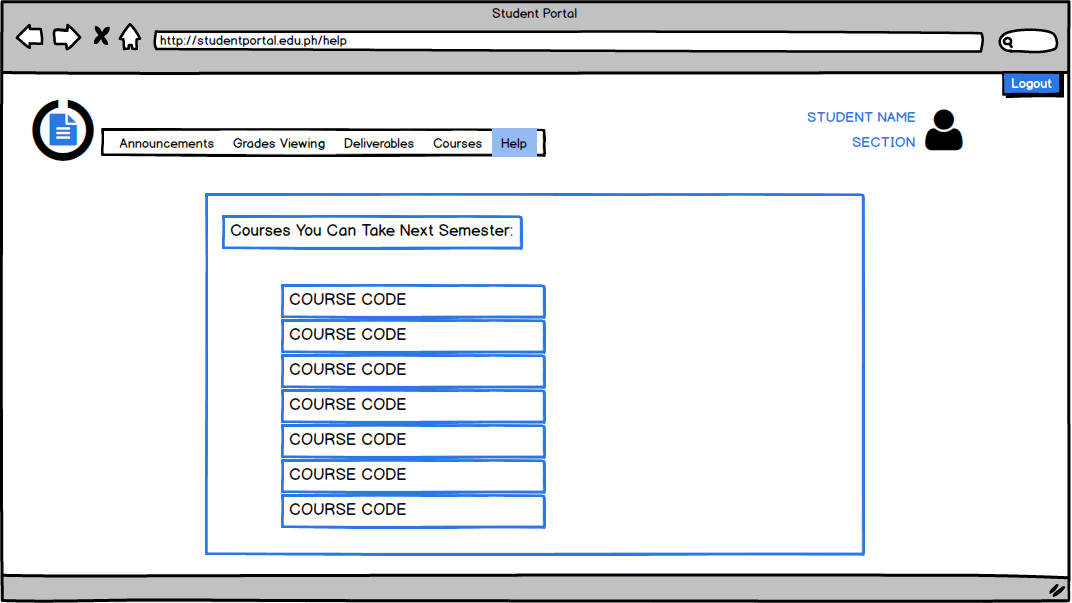 Student Portal
http://studentportal.edu.ph/help
Logout
STUDENT NAME
SECTION
Announcements Grades Viewing Deliverables Courses Help
Courses You Can Take Next Semester:
COURSE CODE
COURSE CODE
COURSE CODE
COURSE CODE
COURSE CODE
COURSE CODE
COURSE CODE